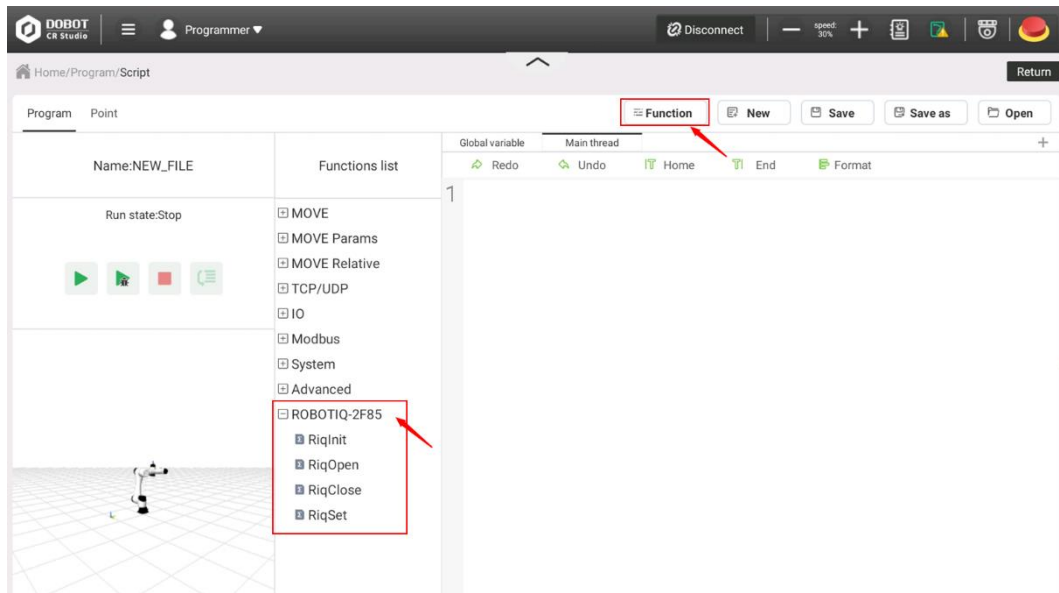 DOBOT
CR Studio
Programmer
Disconnect
speed:
30%
Home/Program/Script
Return
Program
Point
Function
New
Save
Save as
Open
Name:NEW_FILE
Functions list
Global variable
Main thread
Redo
Undo
Home
End
Format
1
Run state:Stop
MOVE
MOVE Params
MOVE Relative
TCP/UDP
IO
Modbus
System
Advanced
ROBOTIQ-2F85
RiqInit
RiqOpen
RiqClose
RiqSet